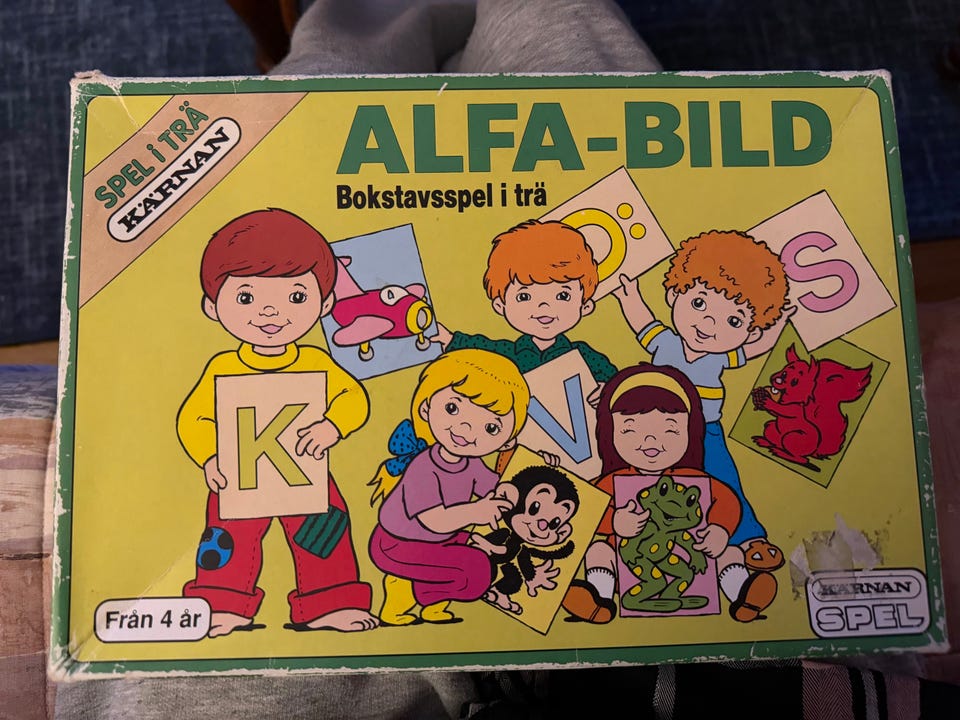 SPEL i TRÄ
KÄRNAN
ALFA-BILD
Bokstavsspel i trä
Ö
S
K
V
Från 4 år
KÄRNAN
SPEL